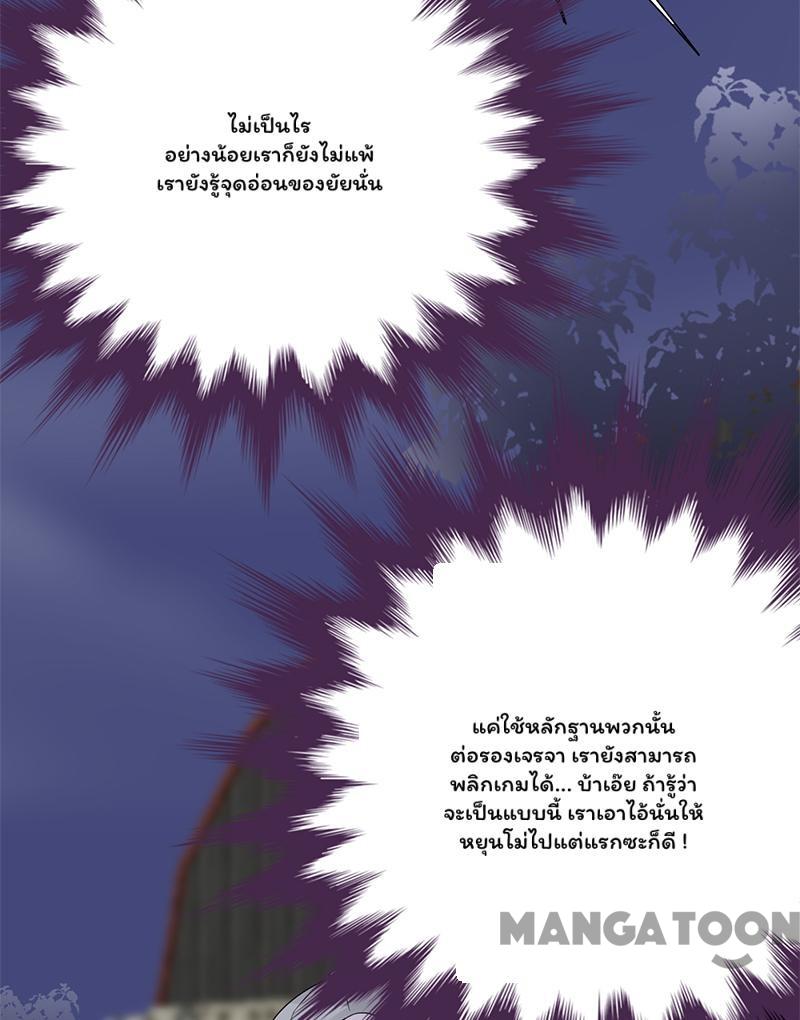 ไม่เป็นไร
อย่างน้อยเราก็ยังไม่แพ้
เรายังรู้จุดอ่อนของยัยนั่น
แค่ใช้หลักฐานพวกนั้น
ต่อรองเจรจา เรายังสามารถ
พลิกเกมได้... บ้าเอ๊ย ถ้ารู้ว่า
จะเป็นแบบนี้ เราเอาไอ้นั่นให้
หยุนโม่ไปแต่แรกซะก็ดี !
MANGATOON